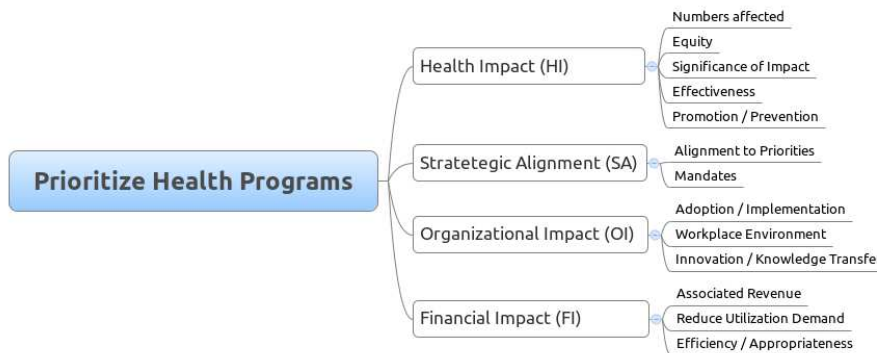 Prioritize Health Programs
Health Impact (HI)
Numbers affected
Equity
Significance of Impact
Effectiveness
Promotion / Prevention
Stratetegic Alignment (SA)
Alignment to Priorities
Mandates
Organizational Impact (OI)
Adoption / Implementation
Workplace Environment
Innovation / Knowledge Transfe
Financial Impact (FI)
Associated Revenue
Reduce Utilization Demand
Efficiency / Appropriateness